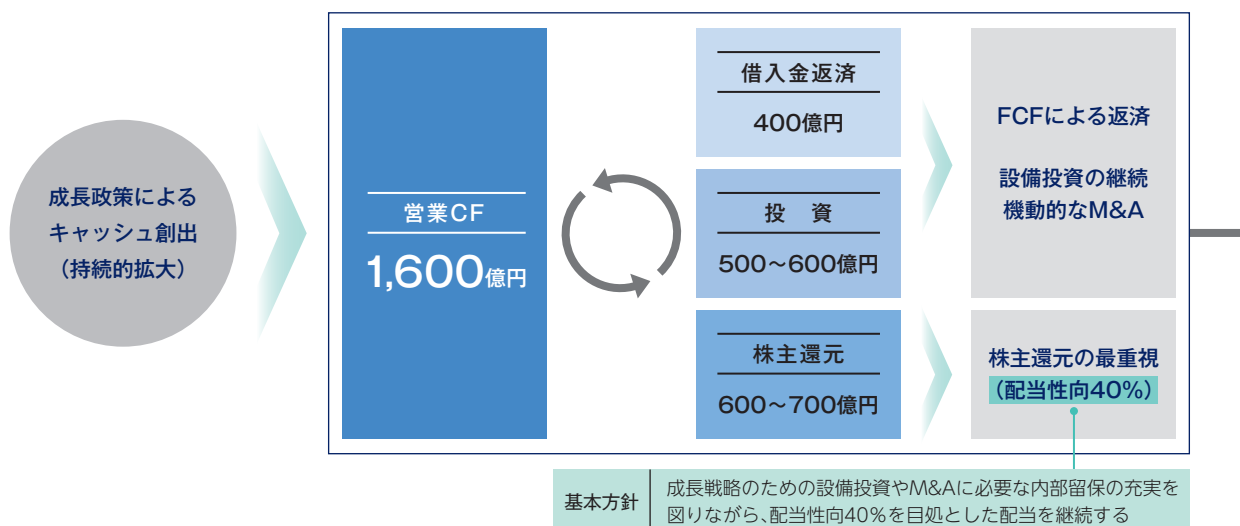 成長政策による
キャッシュ創出
（持続的拡大）
営業CF
1,600億円
借入金返済
400億円
投　資
500～600億円
株主還元
600～700億円
FCFによる返済
設備投資の継続
機動的なM&A
株主還元の最重視
（配当性向40%）
基本方針
成長戦略のための設備投資やM&Aに必要な内部留保の充実を
図りながら、配当性向40%を目処とした配当を継続する